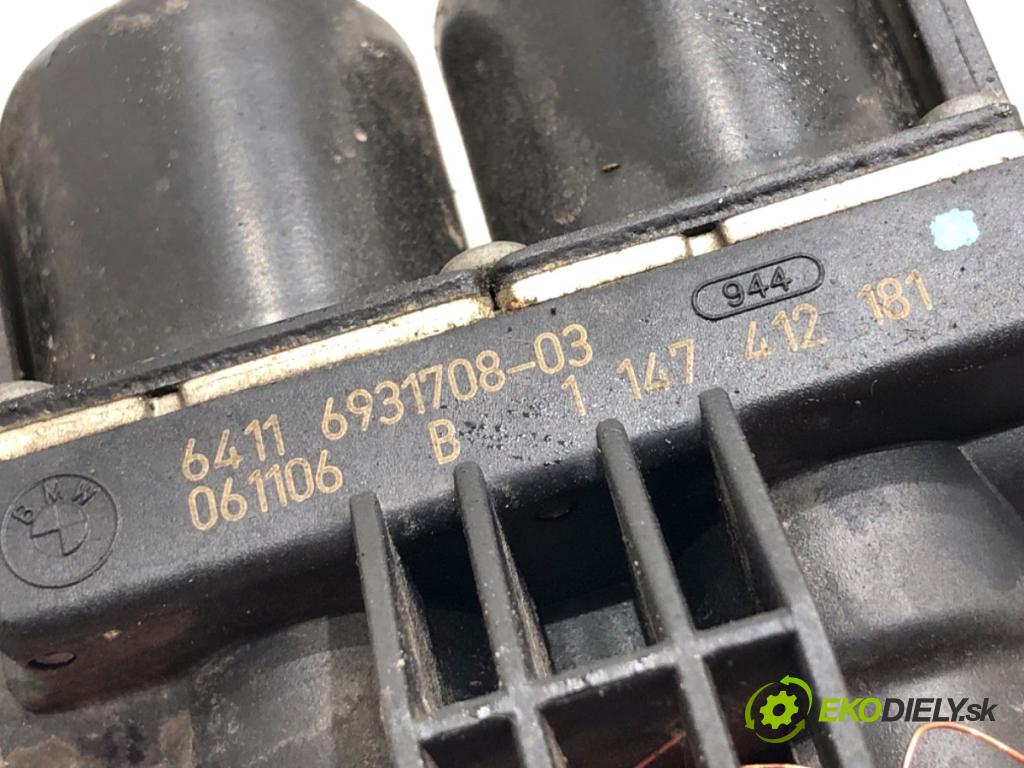 944
6411 6931708-03
061106 B 1 147 412 181
BMW
EKODIELY.sk